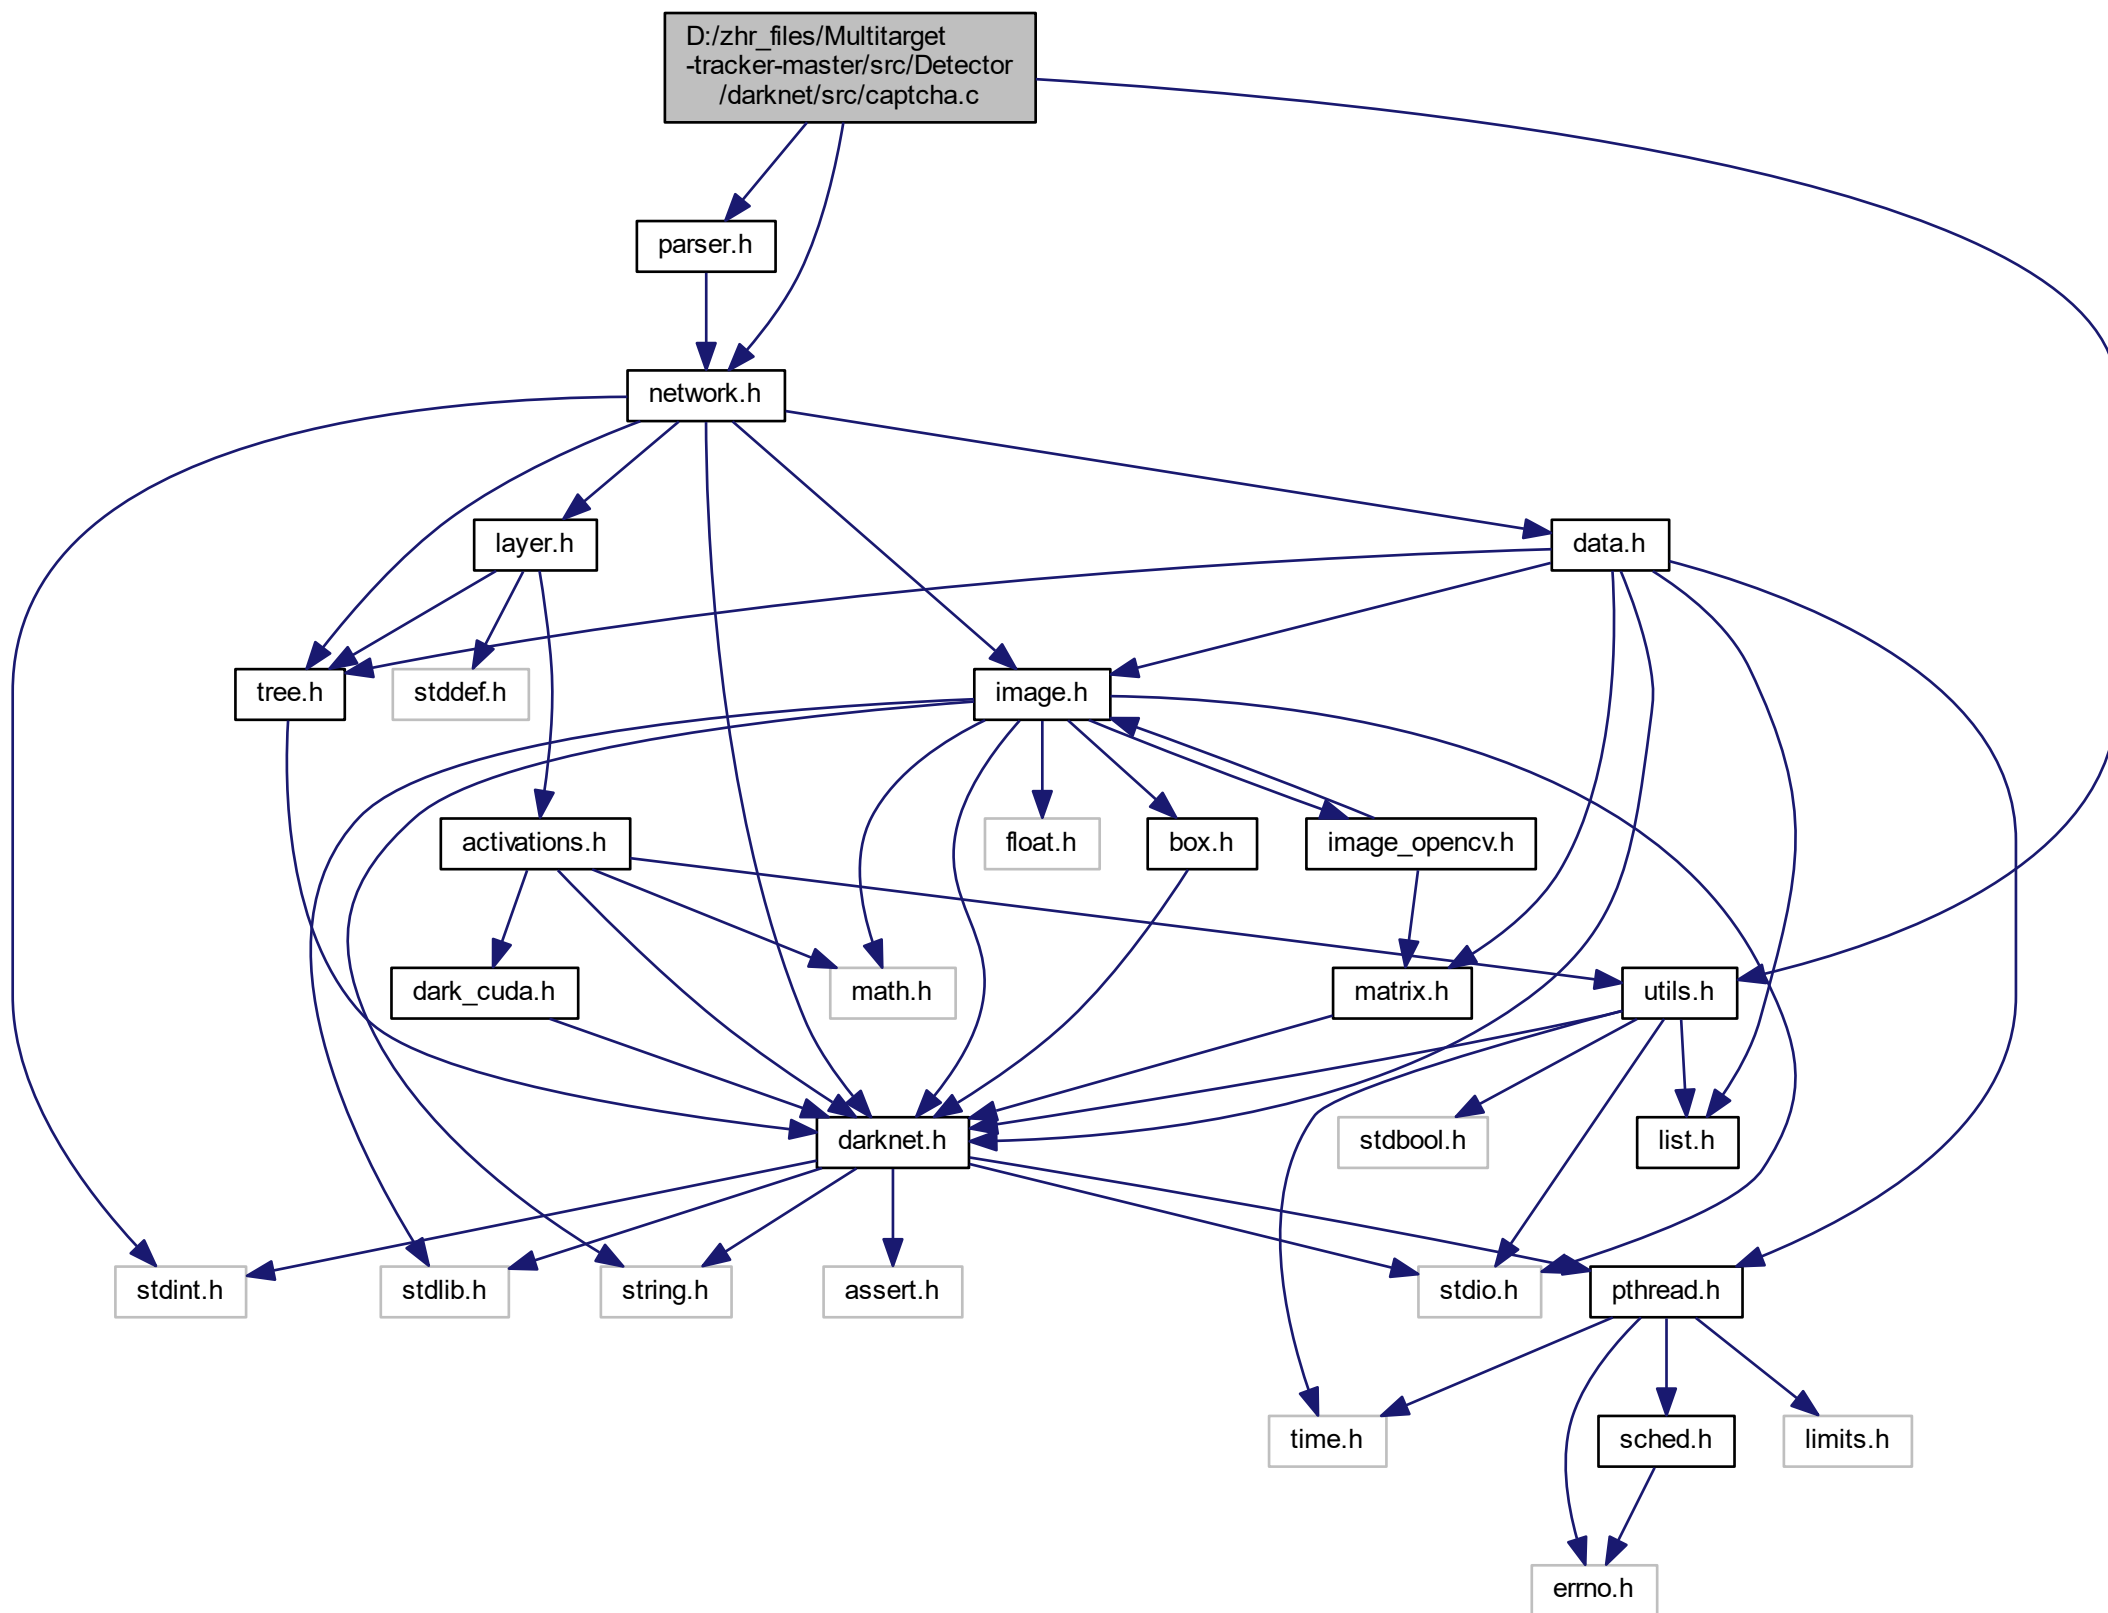 D:/zhr_files/Multitarget
-tracker-master/src/Detector
/darknet/src/captcha.c
parser.h
network.h
layer.h
data.h
tree.h
stddef.h
image.h
activations.h
float.h
box.h
image_opencv.h
dark_cuda.h
math.h
matrix.h
utils.h
darknet.h
stdbool.h
list.h
stdint.h
stdlib.h
string.h
assert.h
stdio.h
pthread.h
time.h
sched.h
limits.h
errno.h